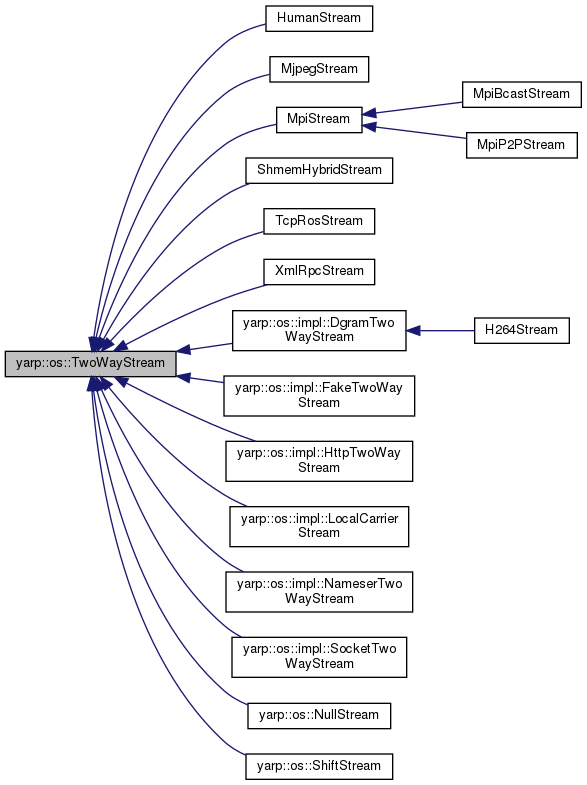 HumanStream
MjpegStream
MpiStream
MpiBcastStream
MpiP2PStream
ShmemHybridStream
TcpRosStream
XmlRpcStream
yarp::os::impl::DgramTwo
WayStream
H264Stream
yarp::os::TwoWayStream
yarp::os::impl::FakeTwoWay
Stream
yarp::os::impl::HttpTwoWay
Stream
yarp::os::impl::LocalCarrier
Stream
yarp::os::impl::NameserTwo
WayStream
yarp::os::impl::SocketTwo
WayStream
yarp::os::NullStream
yarp::os::ShiftStream